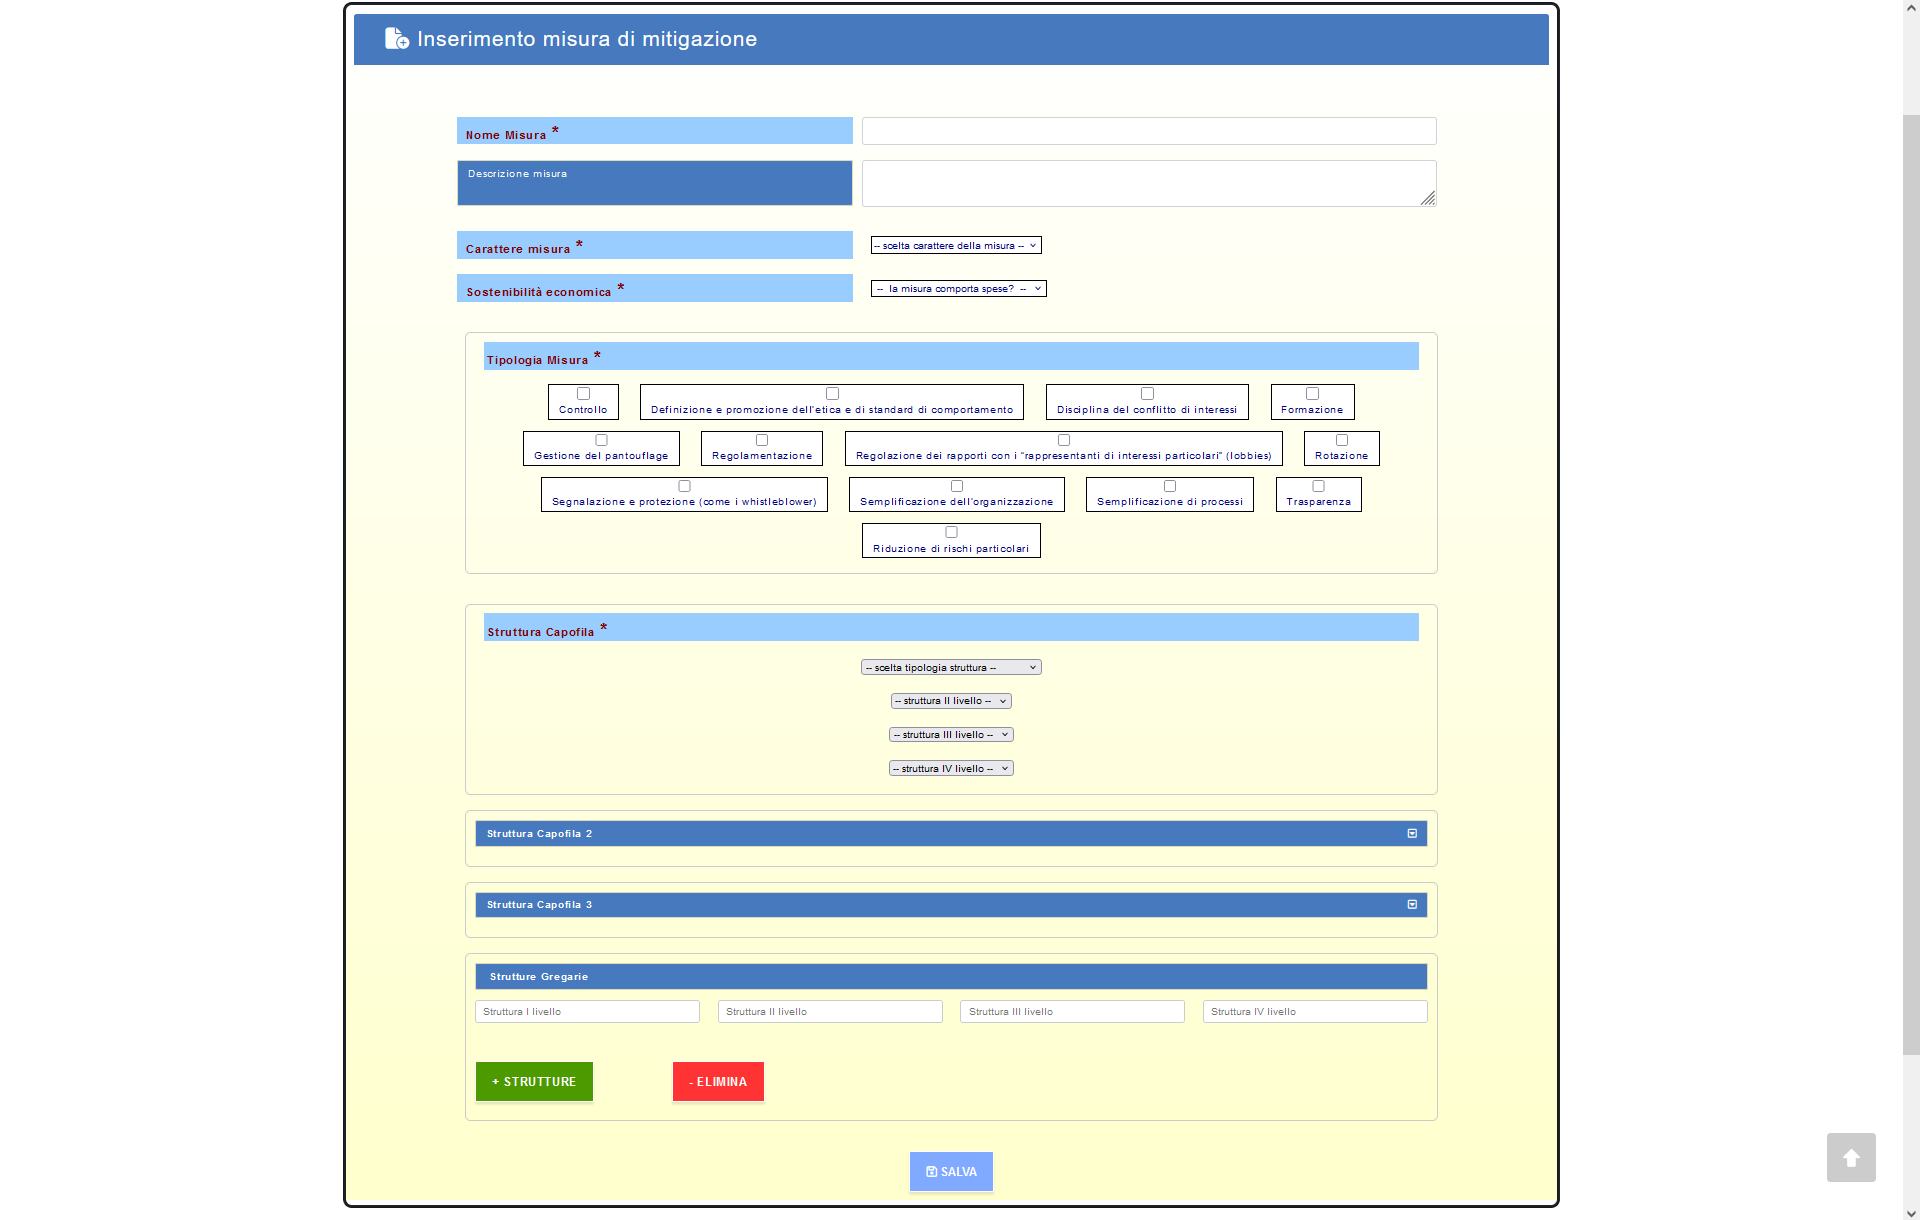 Inserimento misura di mitigazione
Nome Misura *
Descrizione misura
Carattere misura *
-- scelta carattere della misura --
Sostenibilità economica *
-- la misura comporta spese? --
Tipologia Misura *
Controllo
Definizione e promozione dell'etica e di standard di comportamento
Disciplina del conflitto di interessi
Formazione
Gestione del pantouflage
Regolamentazione
Regolazione dei rapporti con i "rappresentanti di interessi particolari" (lobbies)
Rotazione
Segnalazione e protezione (come i whistleblower)
Semplificazione dell'organizzazione
Semplificazione di processi
Trasparenza
Riduzione di rischi particolari
Struttura Capofila *
-- scelta tipologia struttura --
-- struttura II livello --
-- struttura III livello --
-- struttura IV livello --
Struttura Capofila 2
Struttura Capofila 3
Strutture Gregarie
Struttura I livello
Struttura II livello
Struttura III livello
Struttura IV livello
+ STRUTTURE
- ELIMINA
SALVA